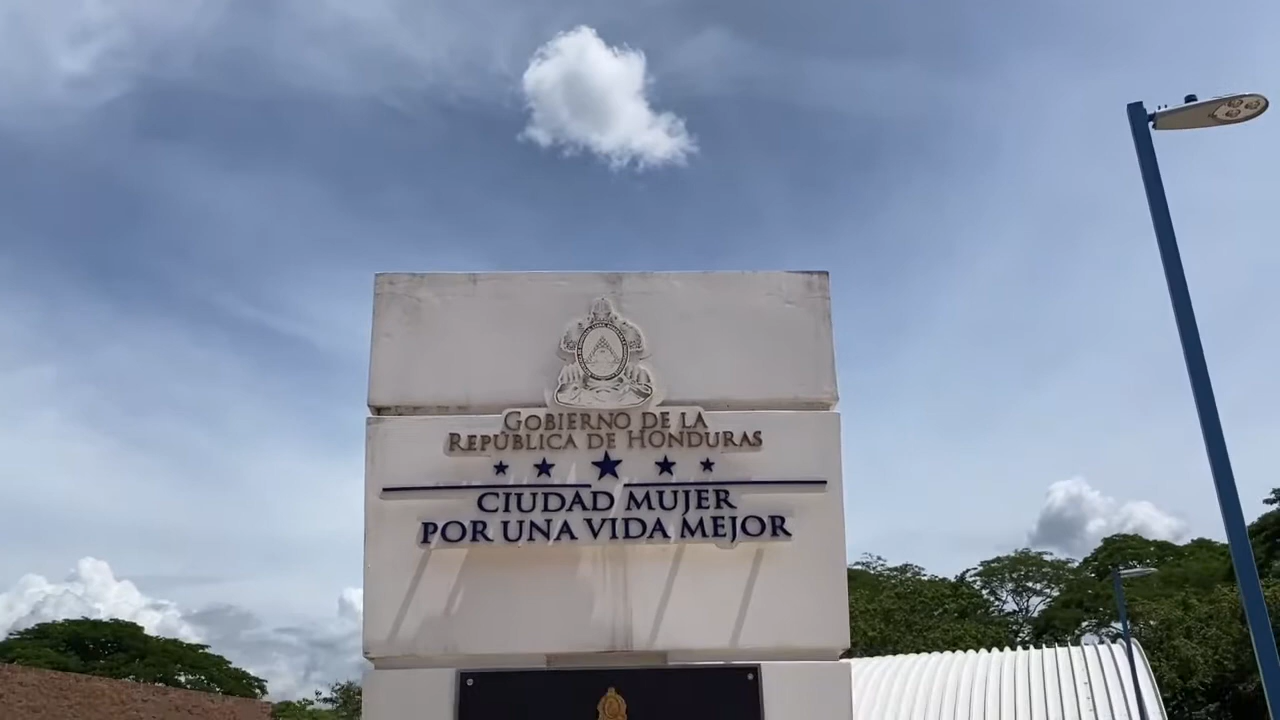 GOBIERNO DE LA
REPÚBLICA DE HONDURAS
CIUDAD MUJER
POR UNA VIDA MEJOR